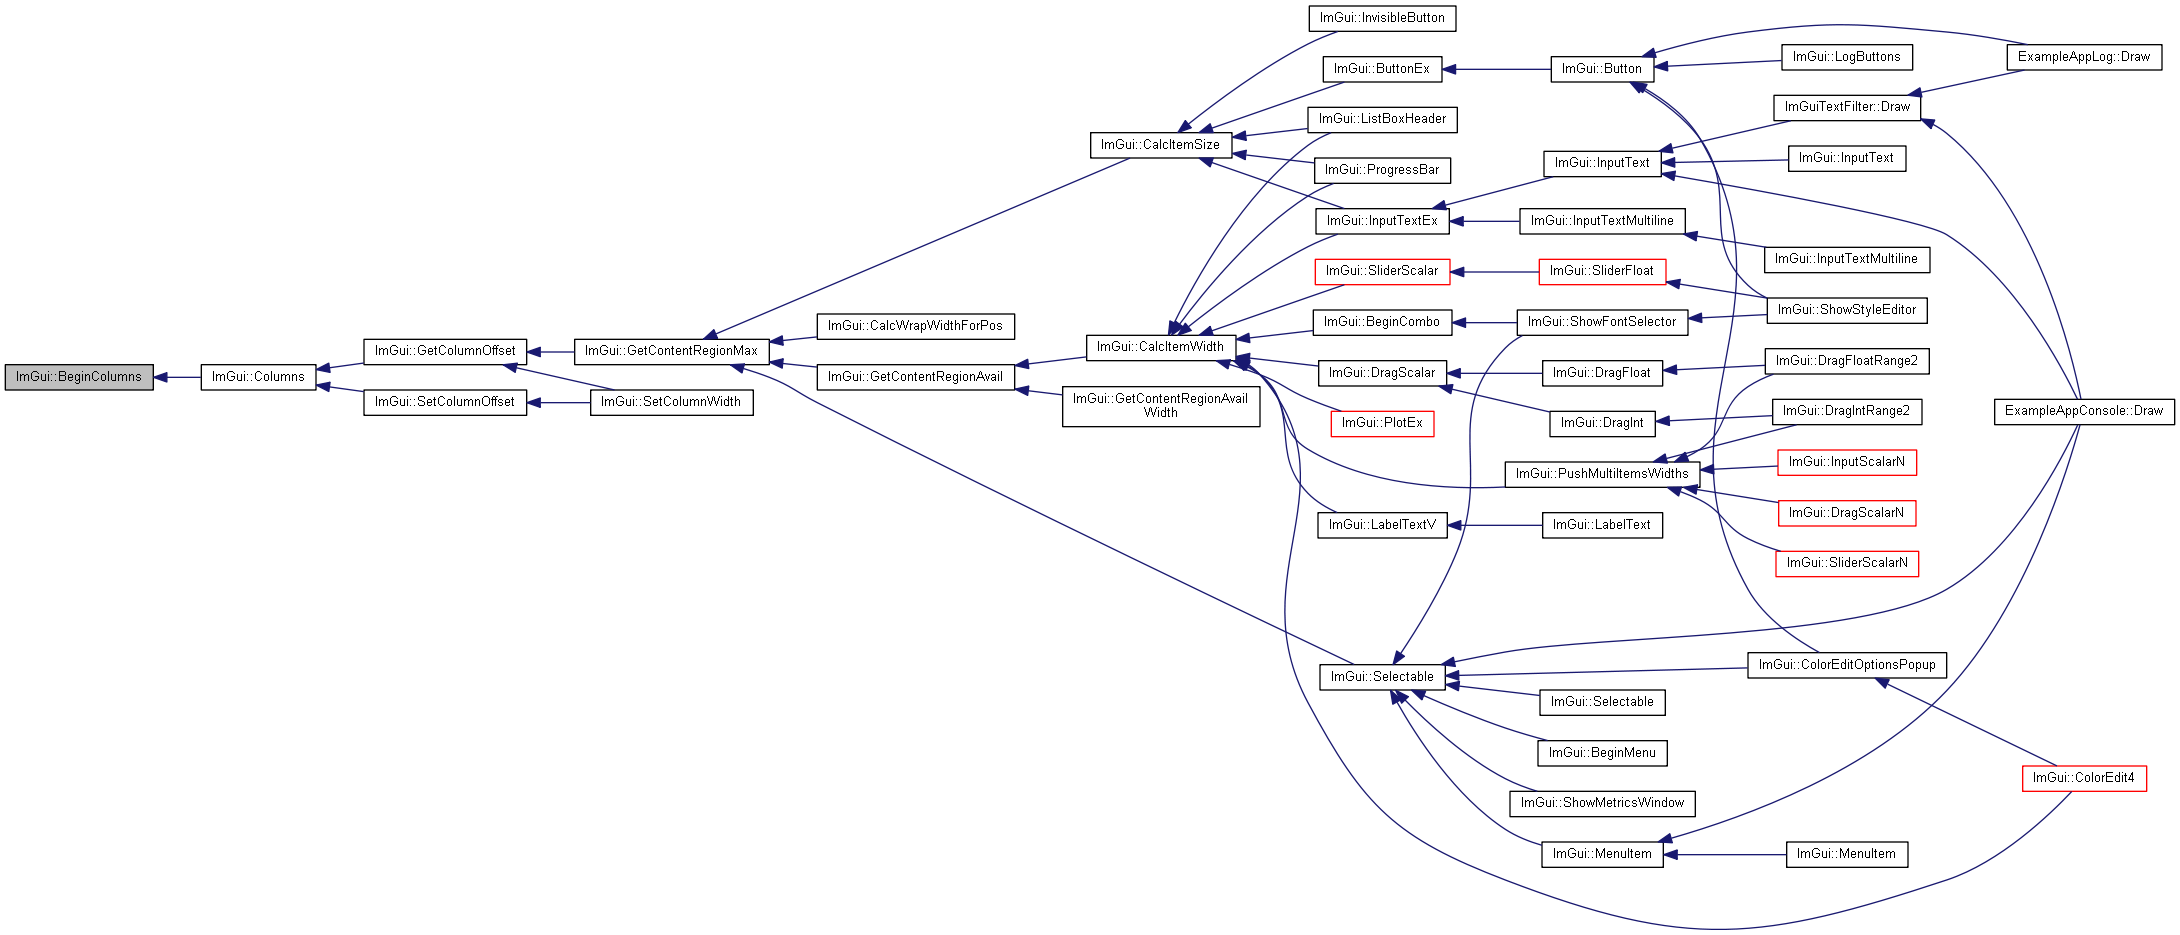 ImGui::BeginColumns
ImGui::Columns
ImGui::GetColumnOffset
ImGui::SetColumnOffset
ImGui::GetContentRegionMax
ImGui::SetColumnWidth
ImGui::CalcWrapWidthForPos
ImGui::GetContentRegionAvail
ImGui::CalcItemSize
ImGui::CalcItemWidth
ImGui::GetContentRegionAvail
Width
ImGui::InvisibleButton
ImGui::ButtonEx
ImGui::ListBoxHeader
ImGui::ProgressBar
ImGui::InputTextEx
ImGui::SliderScalar
ImGui::BeginCombo
ImGui::DragScalar
ImGui::PlotEx
ImGui::LabelTextV
ImGui::Selectable
ImGui::Button
ImGui::InputText
ImGui::InputTextMultiline
ImGui::SliderFloat
ImGui::ShowFontSelector
ImGui::DragFloat
ImGui::DragInt
ImGui::PushMultiItemsWidths
ImGui::LabelText
ImGui::Selectable
ImGui::BeginMenu
ImGui::ShowMetricsWindow
ImGui::MenuItem
ImGui::LogButtons
ImGuiTextFilter::Draw
ImGui::InputText
ImGui::InputTextMultiline
ImGui::ShowStyleEditor
ImGui::DragFloatRange2
ImGui::DragIntRange2
ImGui::InputScalarN
ImGui::DragScalarN
ImGui::SliderScalarN
ImGui::ColorEditOptionsPopup
ImGui::MenuItem
ExampleAppLog::Draw
ExampleAppConsole::Draw
ImGui::ColorEdit4